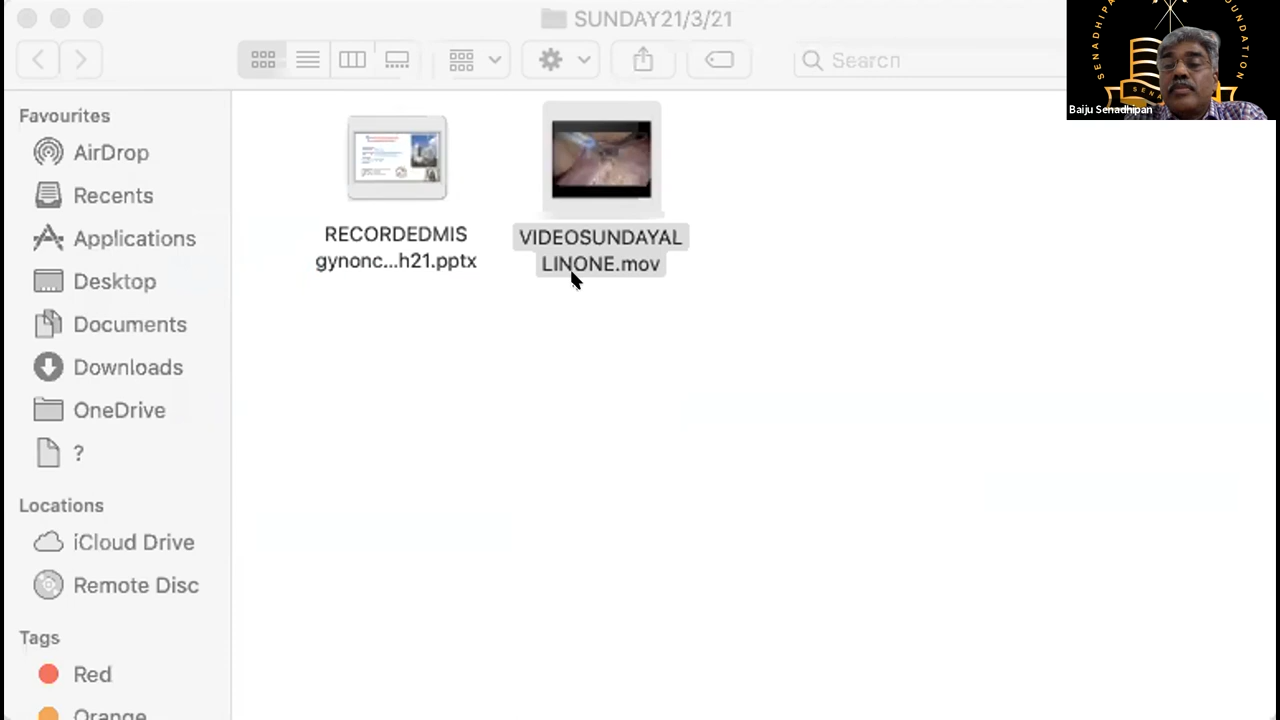 SUNDAY21/3/21
Search
Favourites
AirDrop
Recents
Applications
Desktop
Documents
Downloads
OneDrive
?
Locations
iCloud Drive
Remote Disc
Tags
Red
Orange
RECORDEDMIS
gynonc...h21.pptx
VIDEOSUNDAYAL
LINONE.mov
Baiju Senadhipan